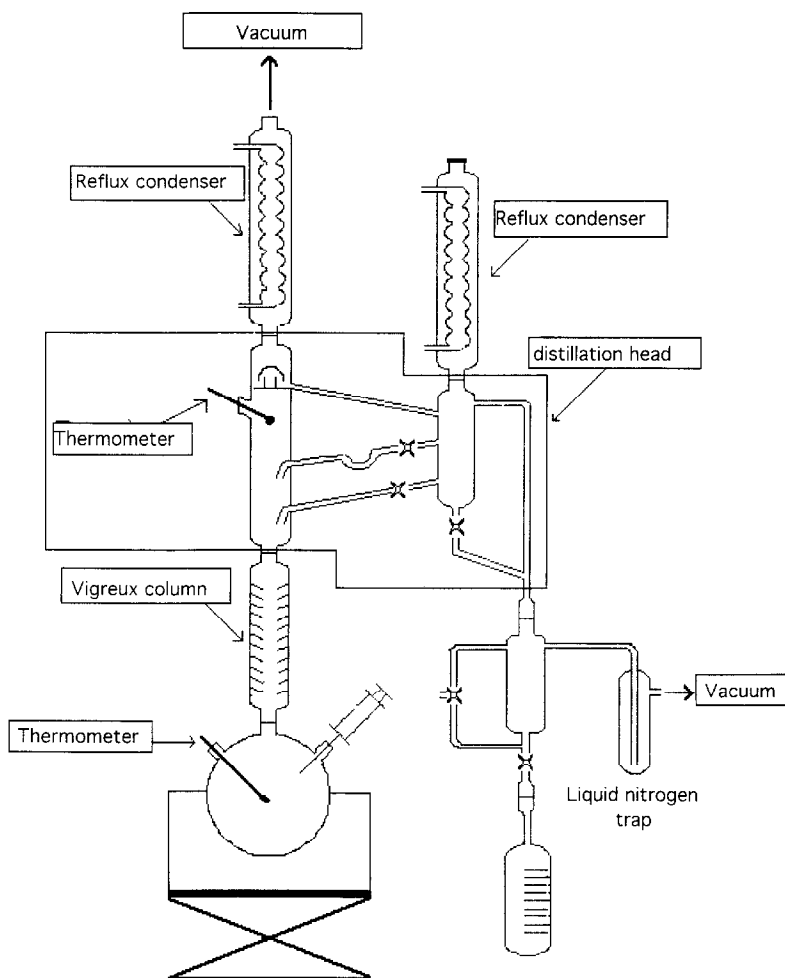 Vacuum
Reflux condenser
Reflux condenser
distillation head
Thermometer
Vigreux column
Vacuum
Thermometer
Liquid nitrogen
trap